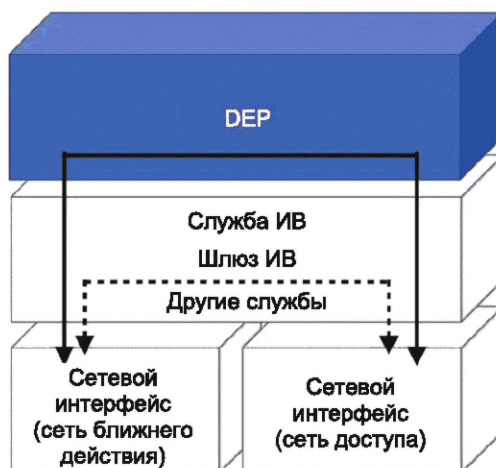 DEP
Служба ИВ
Шлюз ИВ
Другие службы
Сетевой
интерфейс
(сеть ближнего
действия)
Сетевой
интерфейс
(сеть доступа)